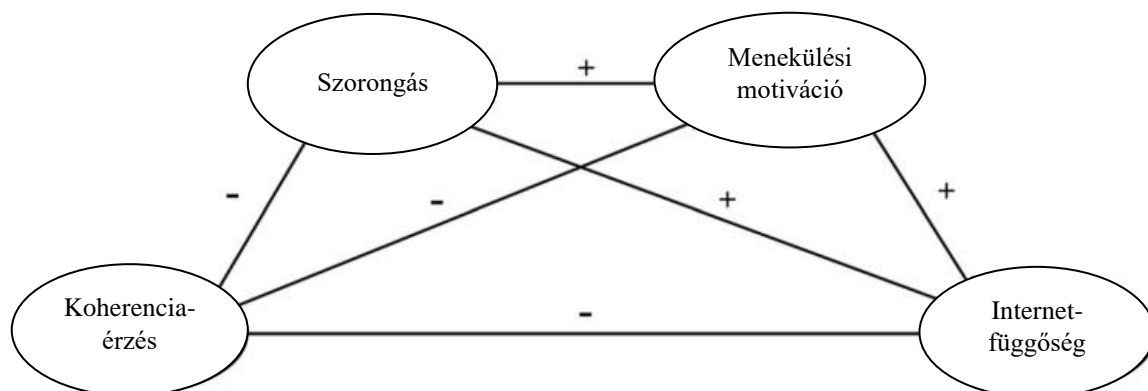 Szorongás
+
Menekülési
motiváció
-
-
+
+
Koherencia-
érzés
-
Internet-
függőség